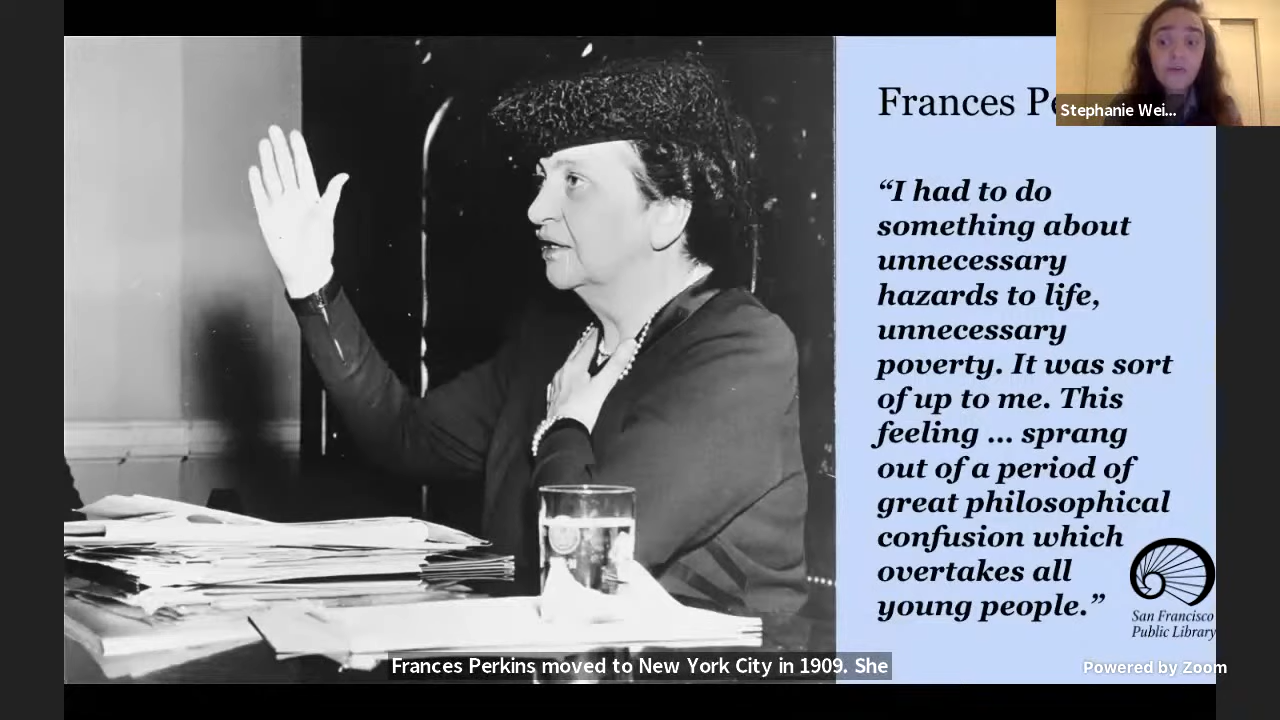 Frances Pe
Stephanie Wei...
“I had to do
something about
unnecessary
hazards to life,
unnecessary
poverty. It was sort
of up to me. This
feeling ... sprang
out of a period of
great philosophical
confusion which
overtakes all
young people.”
San Francisco
Public Library
Frances Perkins moved to New York City in 1909. She
Powered by Zoom